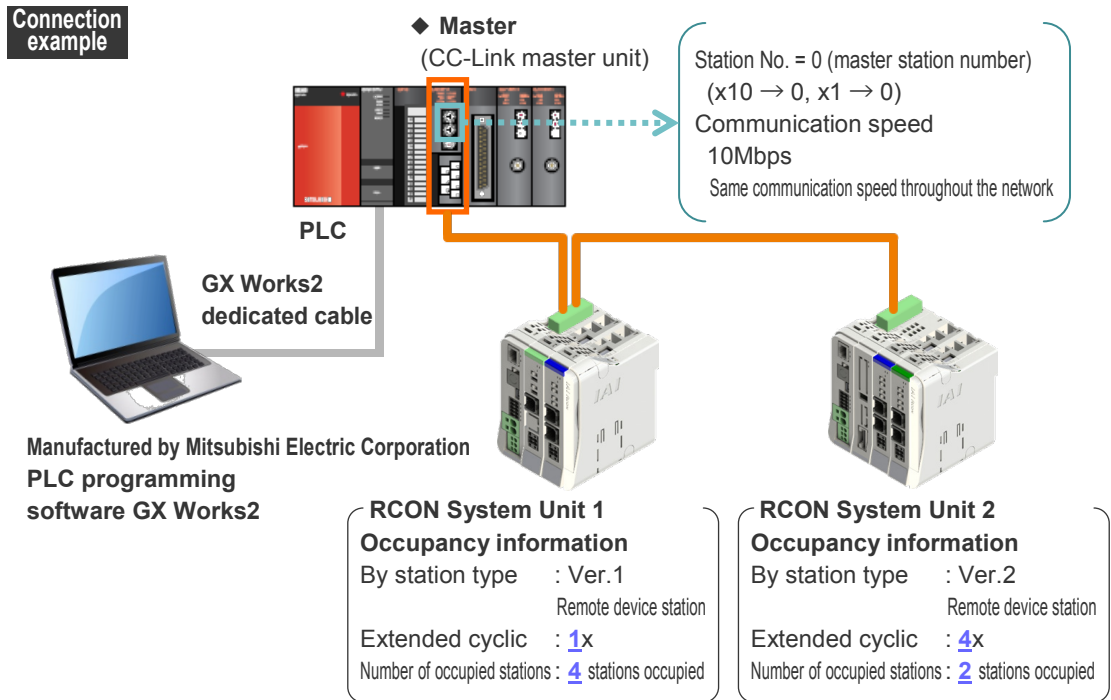 Connection
example
◆ Master
(CC-Link master unit)
Station No. = 0 (master station number)
(x10 → 0, x1 → 0)
Communication speed
10Mbps
Same communication speed throughout the network
PLC
GX Works2
dedicated cable
Manufactured by Mitsubishi Electric Corporation
PLC programming
software GX Works2
IAI
IAI
RCON System Unit 1
Occupancy information
By station type : Ver.1
Remote device station
Extended cyclic : 1x
Number of occupied stations : 4 stations occupied
RCON System Unit 2
Occupancy information
By station type : Ver.2
Remote device station
Extended cyclic : 4x
Number of occupied stations : 2 stations occupied